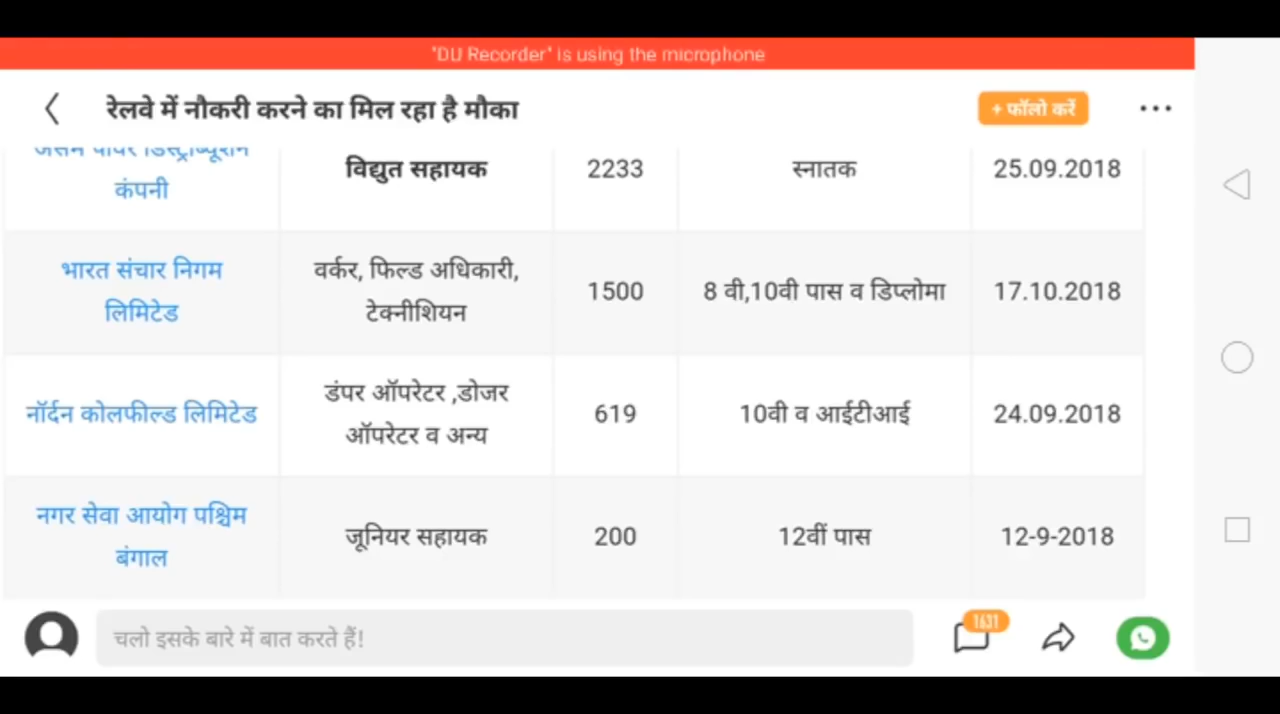 "DU Recorder" is using the microphone
रेलवे में नौकरी करने का मिल रहा है मौका
+ फॉलो करें
कंपनी
विद्युत सहायक
2233
स्नातक
25.09.2018
भारत संचार निगम
लिमिटेड
वर्कर, फिल्ड अधिकारी,
टेक्नीशियन
1500
8 वी,10वी पास व डिप्लोमा
17.10.2018
नॉर्दन कोलफील्ड लिमिटेड
डंपर ऑपरेटर ,डोजर
ऑपरेटर व अन्य
619
10वी व आईटीआई
24.09.2018
नगर सेवा आयोग पश्चिम
बंगाल
जूनियर सहायक
200
12वीं पास
12-9-2018
चलो इसके बारे में बात करते हैं!
1631